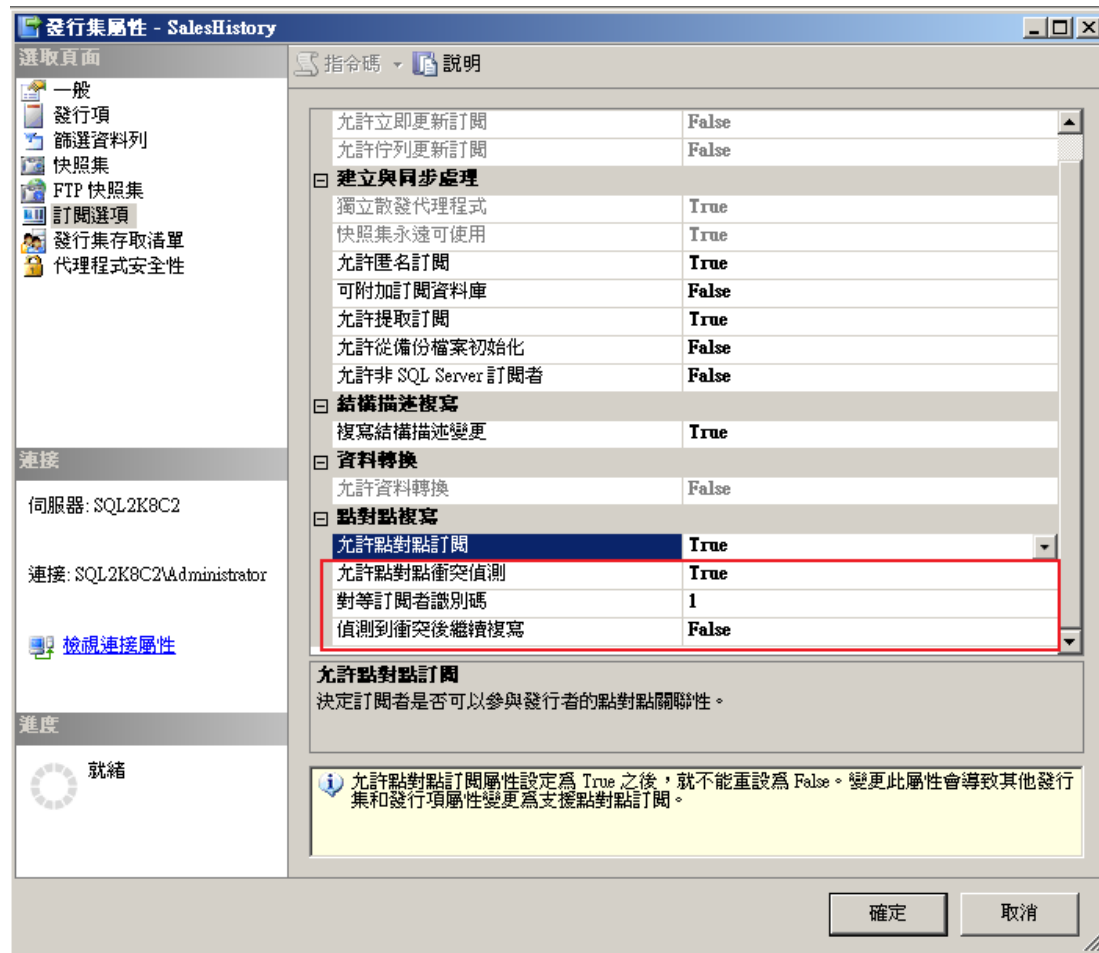 發行集屬性 - SalesHistory
選取頁面
一般
發行項
篩選資料列
快照集
FTP 快照集
訂閱選項
發行集存取清單
代理程式安全性
連接
伺服器: SQL2K8C2
連接: SQL2K8C2\Administrator
檢視連接屬性
進度
就緒
指令碼 說明
允許立即更新訂閱 False
允許佇列更新訂閱 False
建立與同步處理
獨立散發代理程式 True
快照集永遠可使用 True
允許匿名訂閱 True
可附加訂閱資料庫 False
允許提取訂閱 True
允許從備份檔案初始化 False
允許非 SQL Server 訂閱者 False
結構描述複寫
複寫結構描述變更 True
資料轉換
允許資料轉換 False
點對點複寫
允許點對點訂閱 True
允許點對點衝突偵測 True
對等訂閱者識別碼 1
偵測到衝突後繼續複寫 False
允許點對點訂閱
決定訂閱者是否可以參與發行者的點對點關聯性。
允許點對點訂閱屬性設定為 True 之後，就不能重設為 False。變更此屬性會導致其他發行
集和發行項屬性變更為支援點對點訂閱。
確定 取消